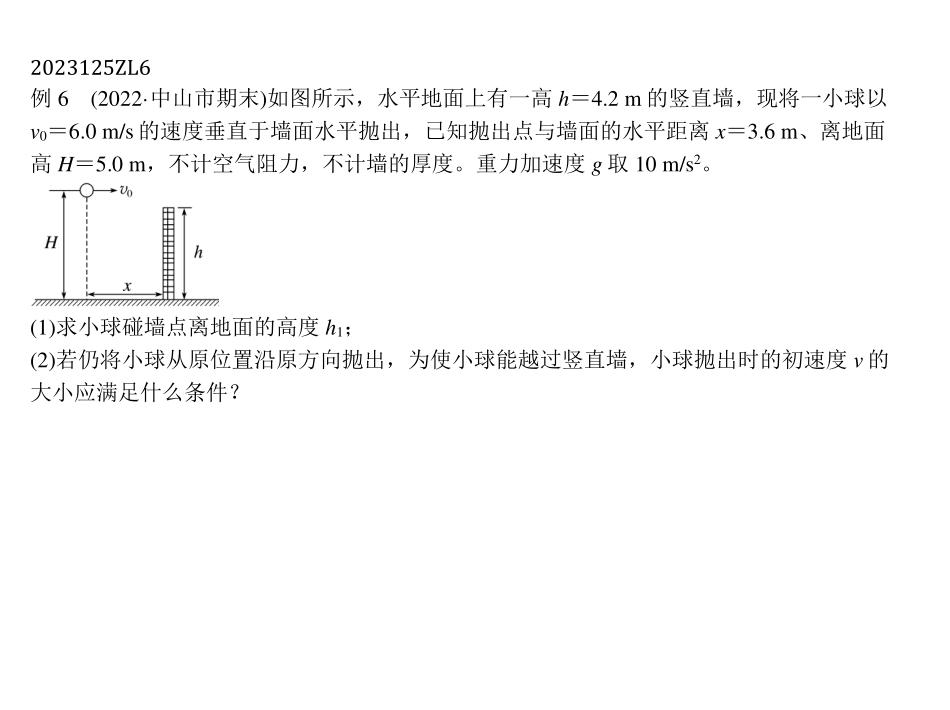 2023125ZL6
例 6　(2022·中山市期末)如图所示，水平地面上有一高 h＝4.2 m 的竖直墙，现将一小球以
v₀＝6.0 m/s 的速度垂直于墙面水平抛出，已知抛出点与墙面的水平距离 x＝3.6 m、离地面
高 H＝5.0 m，不计空气阻力，不计墙的厚度。重力加速度 g 取 10 m/s²。
v₀
H
h
x
(1)求小球碰墙点离地面的高度 h₁；
(2)若仍将小球从原位置沿原方向抛出，为使小球能越过竖直墙，小球抛出时的初速度 v 的
大小应满足什么条件？